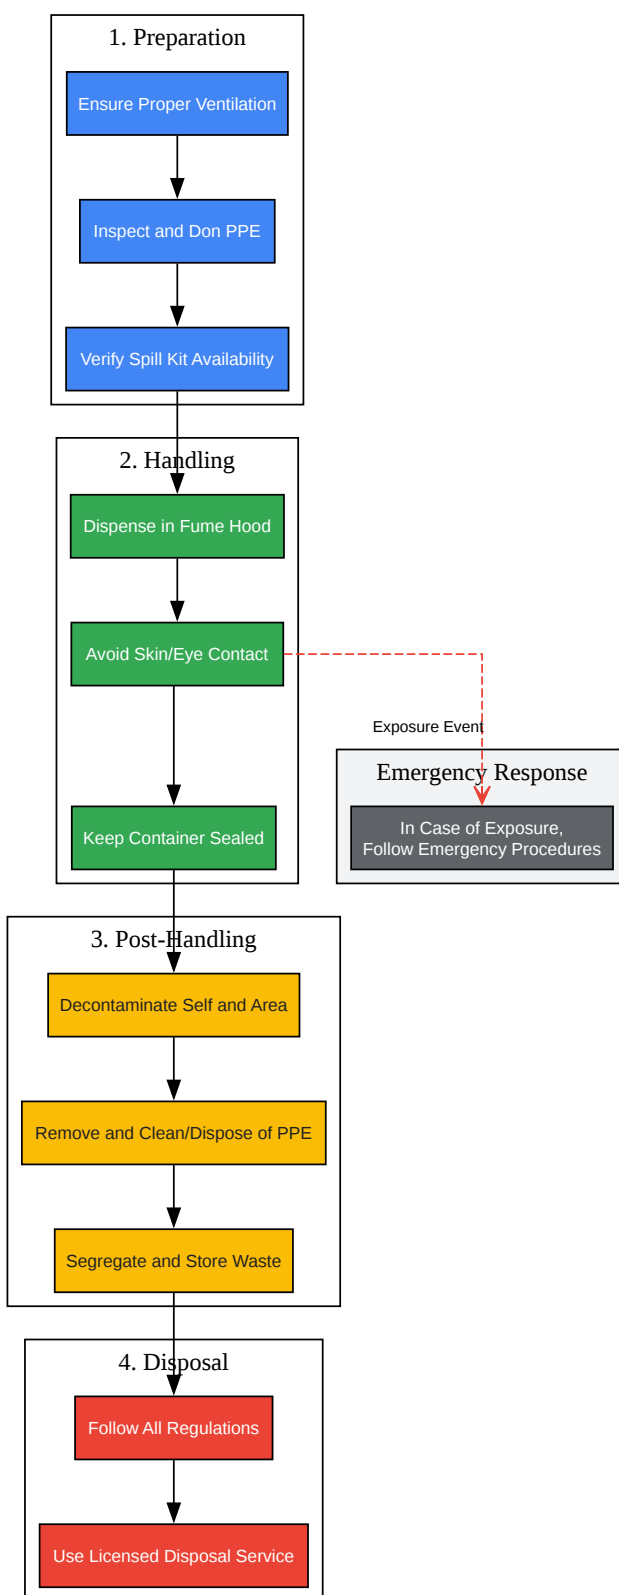 1. Preparation
Ensure Proper Ventilation
Inspect and Don PPE
Verify Spill Kit Availability
2. Handling
Dispense in Fume Hood
Avoid Skin/Eye Contact
Exposure Event
Emergency Response
In Case of Exposure,
Follow Emergency Procedures
Keep Container Sealed
3. Post-Handling
Decontaminate Self and Area
Remove and Clean/Dispose of PPE
Segregate and Store Waste
4. Disposal
Follow All Regulations
Use Licensed Disposal Service